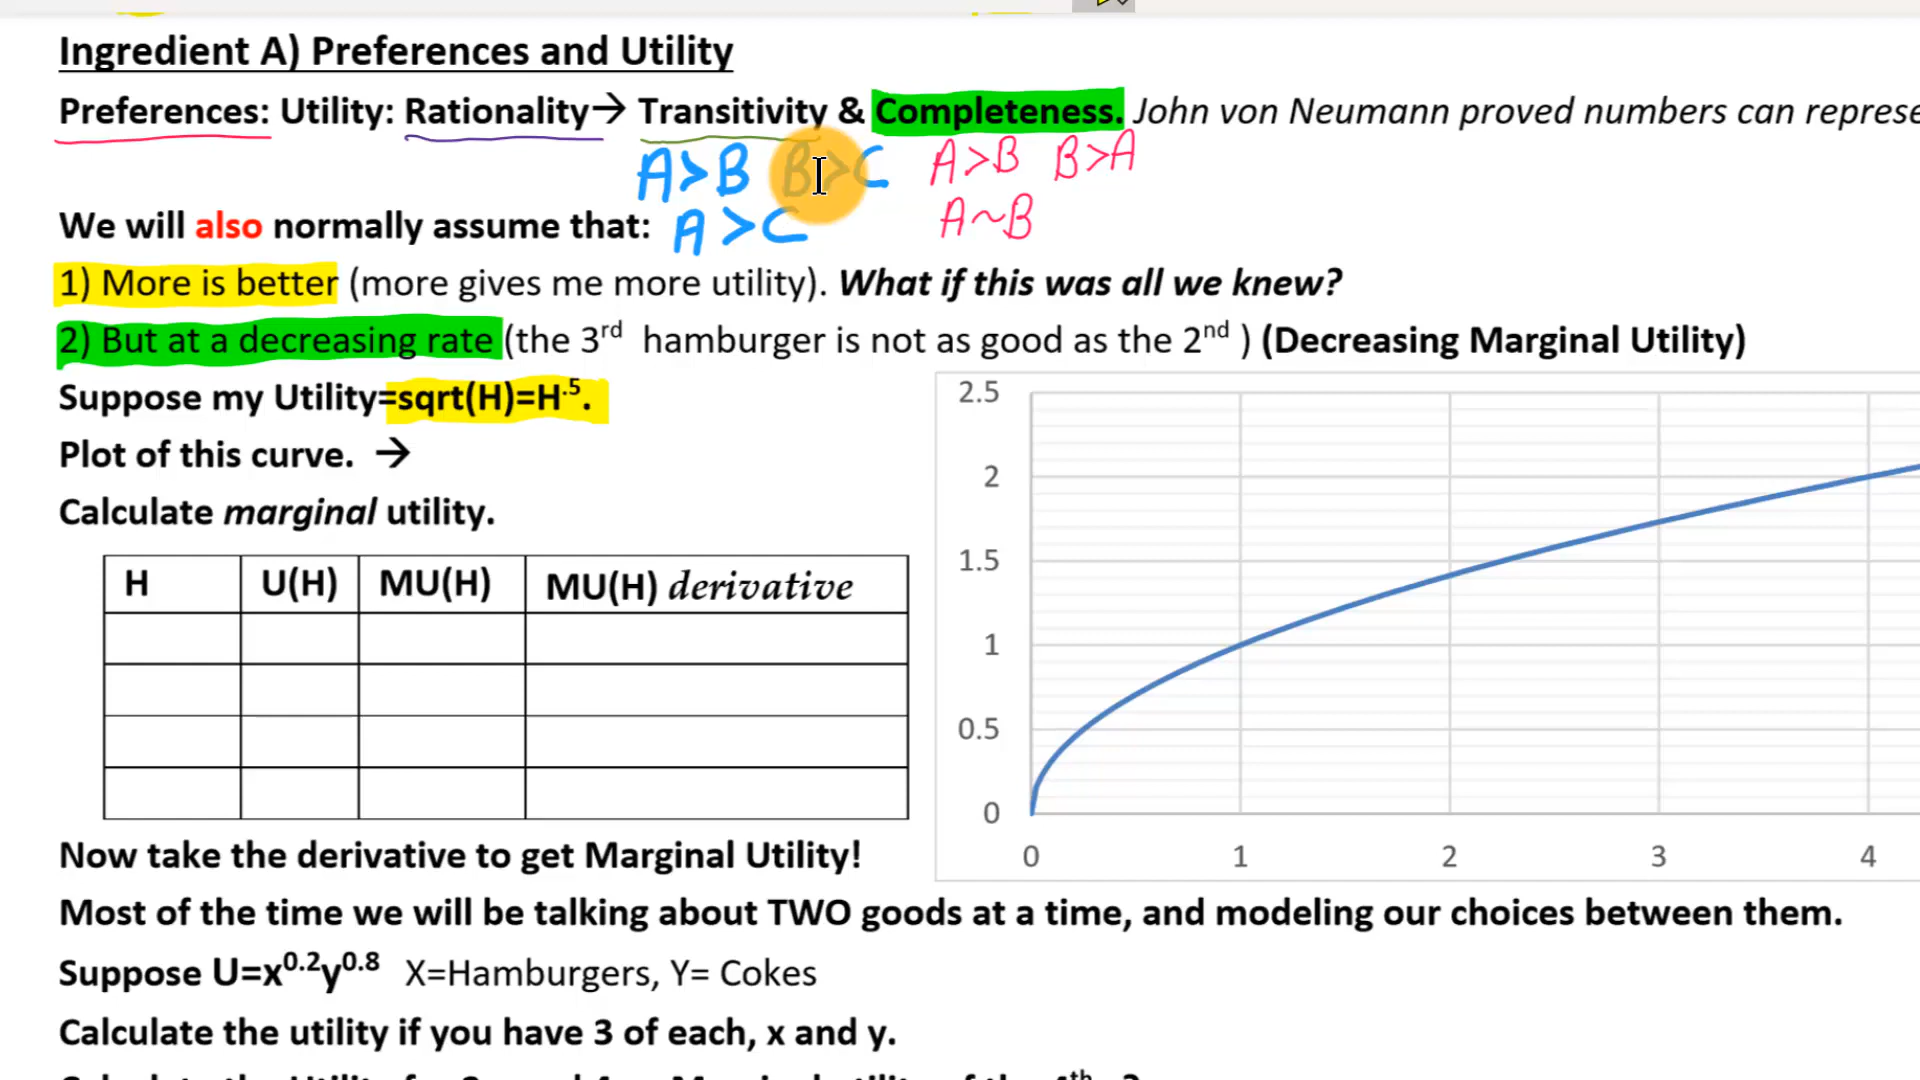 Ingredient A) Preferences and Utility
Preferences: Utility: Rationality→ Transitivity & Completeness. John von Neumann proved numbers can represe
A>B B>C A>B B>A
We will also normally assume that: A>C A~B
1) More is better (more gives me more utility). What if this was all we knew?
2) But at a decreasing rate (the 3rd hamburger is not as good as the 2nd ) (Decreasing Marginal Utility)
Suppose my Utility=sqrt(H)=H.5.
Plot of this curve. →
Calculate marginal utility.
H U(H) MU(H) MU(H) derivative
2.5
2
1.5
1
0.5
0
0 1 2 3 4
Now take the derivative to get Marginal Utility!
Most of the time we will be talking about TWO goods at a time, and modeling our choices between them.
Suppose U=x0.2y0.8 X=Hamburgers, Y= Cokes
Calculate the utility if you have 3 of each, x and y.